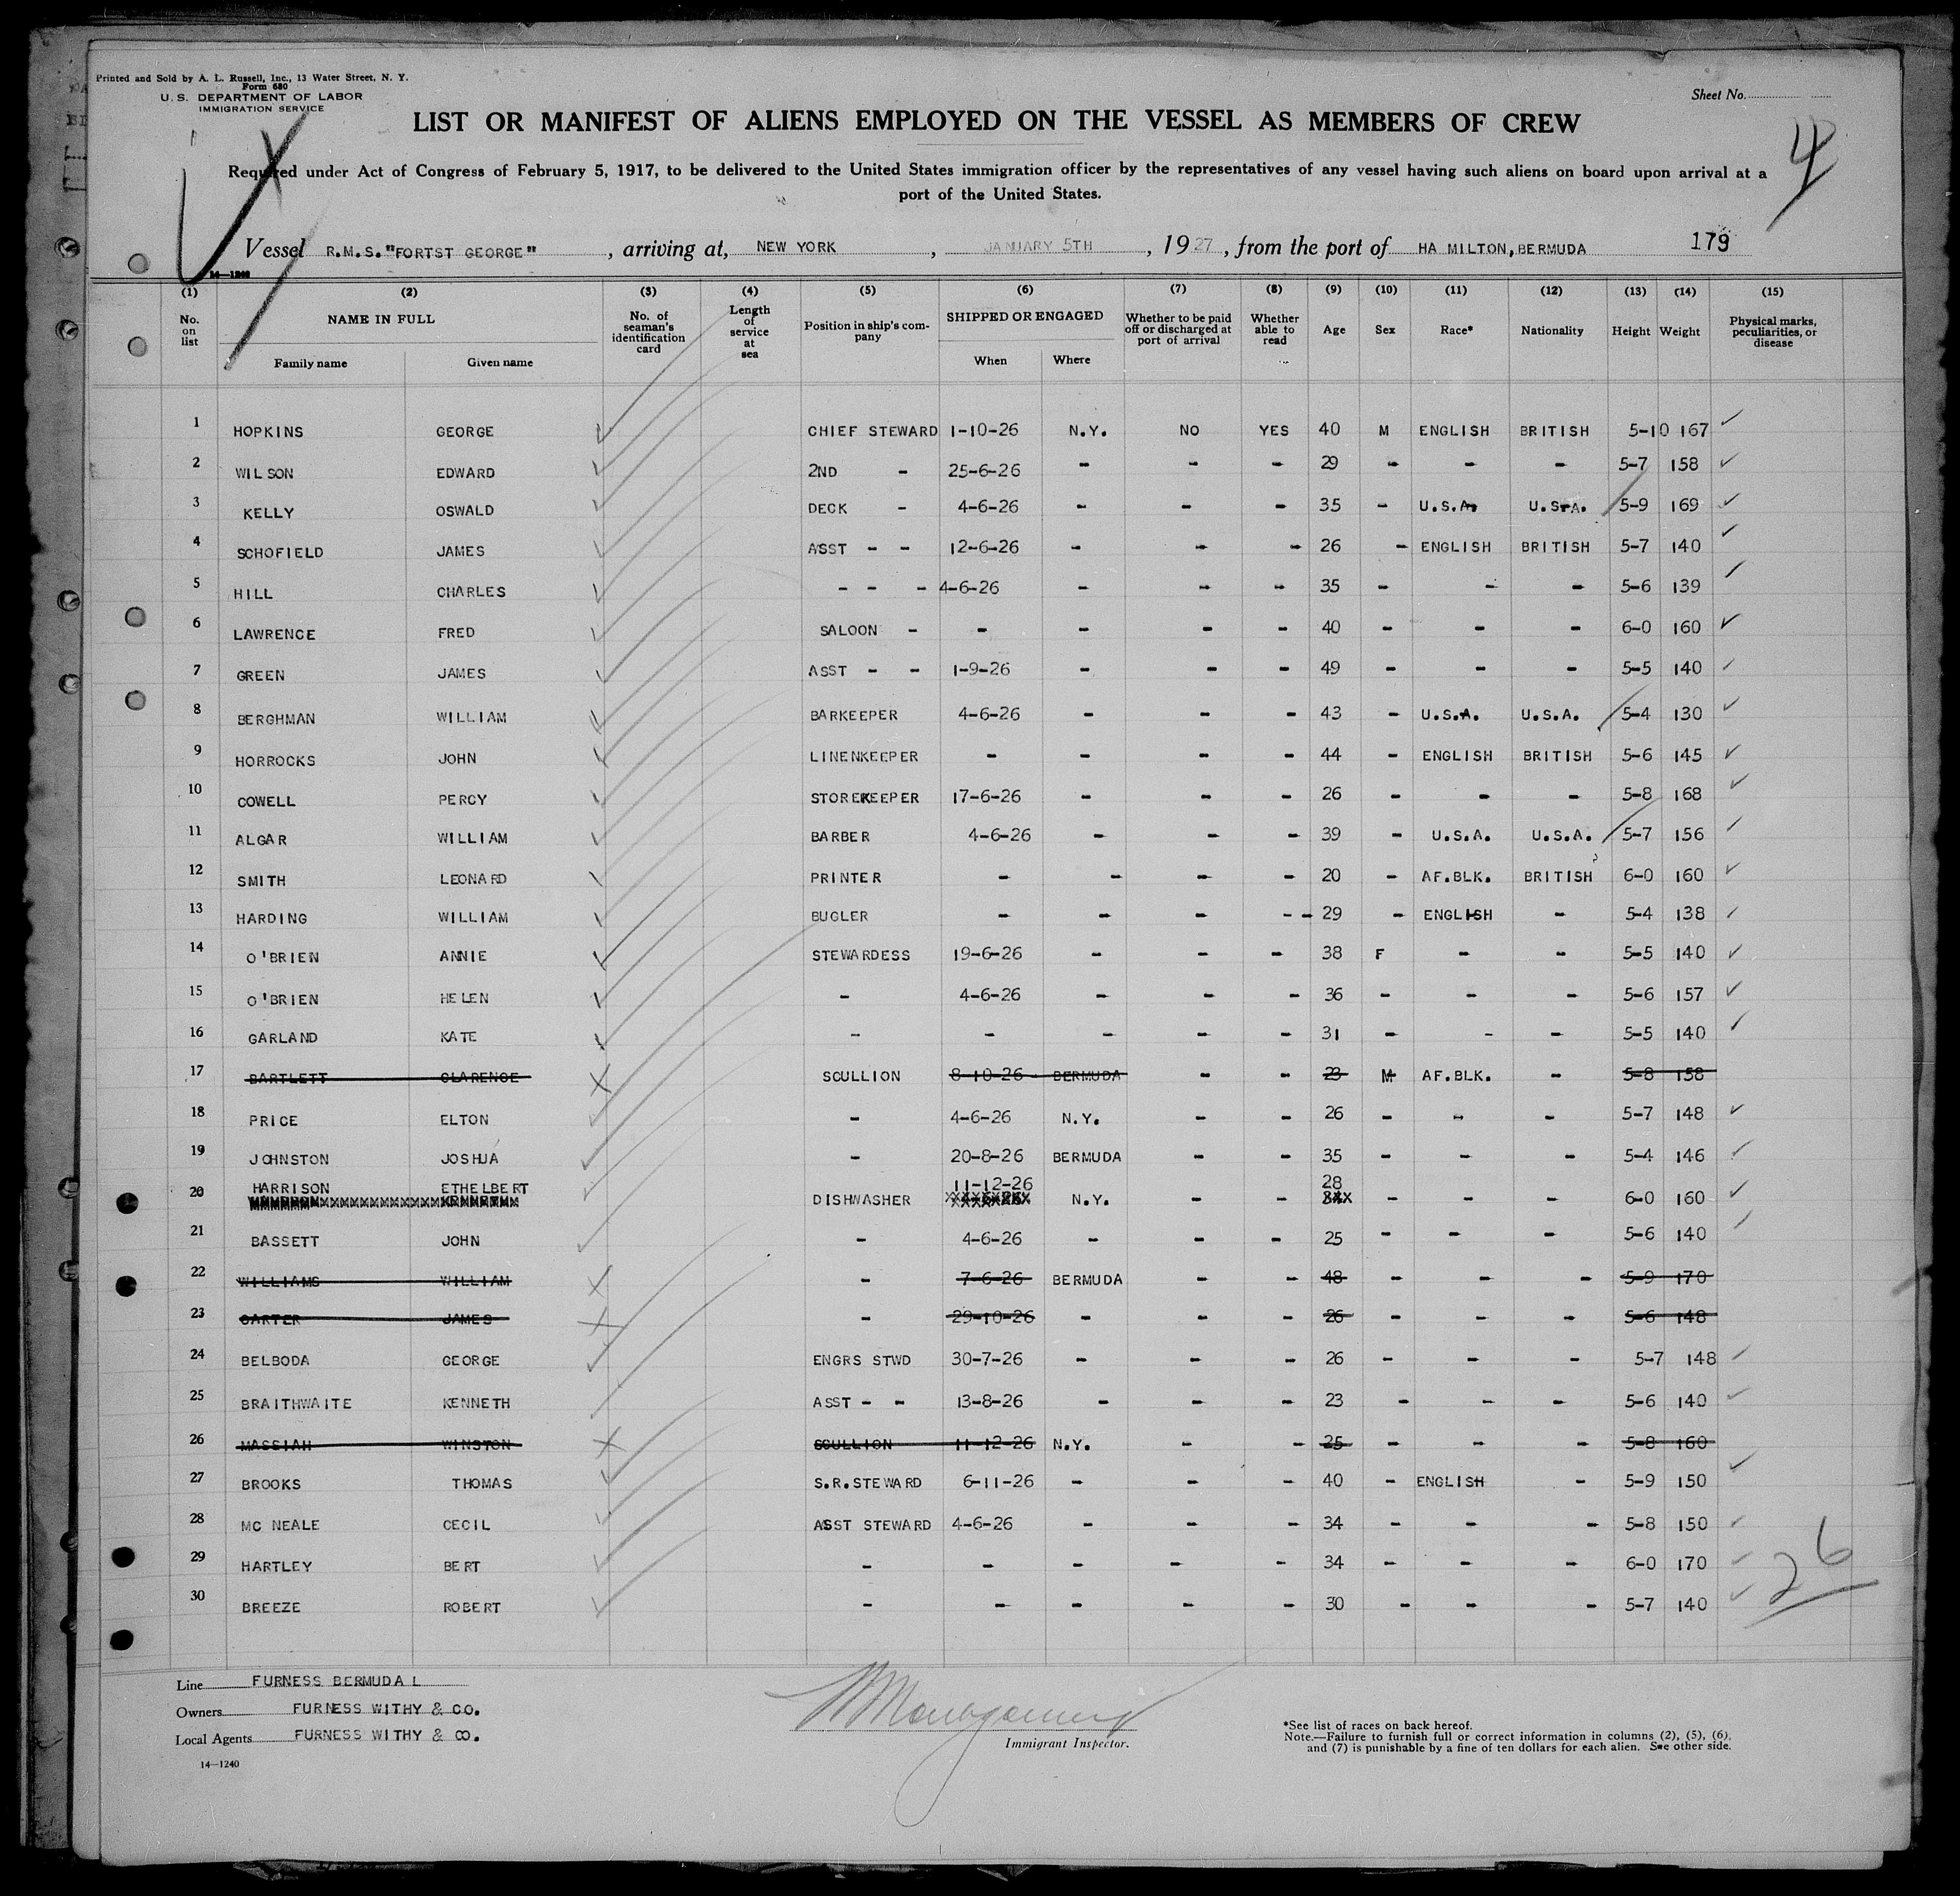 Printed and Sold by A. L. Russell, Inc., 13 Water Street, N. Y.
Form 680
U. S. DEPARTMENT OF LABOR
IMMIGRATION SERVICE
Sheet No.
LIST OR MANIFEST OF ALIENS EMPLOYED ON THE VESSEL AS MEMBERS OF CREW
4
Required under Act of Congress of February 5, 1917, to be delivered to the United States immigration officer by the representatives of any vessel having such aliens on board upon arrival at a
port of the United States.
Vessel R.M.S."FORTST GEORGE" , arriving at, NEW YORK , JANUARY 5TH , 1927, from the port of HA MILTON, BERMUDA 179
14—1240
(1) (2) (3) (4) (5) (6) (7) (8) (9) (10) (11) (12) (13) (14) (15)
No. on list NAME IN FULL Family name Given name No. of seaman's identification card Length of service at sea Position in ship's company SHIPPED OR ENGAGED When Where Whether to be paid off or discharged at port of arrival Whether able to read Age Sex Race* Nationality Height Weight Physical marks, peculiarities, or disease
1 HOPKINS GEORGE ✓ CHIEF STEWARD 1-10-26 N.Y. NO YES 40 M ENGLISH BRITISH 5-10 167 ✓
2 WILSON EDWARD ✓ 2ND - 25-6-26 - - - 29 - - - 5-7 158 ✓
3 KELLY OSWALD ✓ DECK - 4-6-26 - - - 35 - U.S.A. U.S.A. 5-9 169 ✓
4 SCHOFIELD JAMES ✓ ASST - - 12-6-26 - - - 26 - ENGLISH BRITISH 5-7 140 ✓
5 HILL CHARLES ✓ - - - 4-6-26 - - - 35 - - - 5-6 139 ✓
6 LAWRENCE FRED ✓ SALOON - - - - - 40 - - - 6-0 160 ✓
7 GREEN JAMES ✓ ASST - - 1-9-26 - - - 49 - - - 5-5 140 ✓
8 BERGHMAN WILLIAM ✓ BARKEEPER 4-6-26 - - - 43 - U.S.A. U.S.A. 5-4 130 ✓
9 HORROCKS JOHN ✓ LINENKEEPER - - - - 44 - ENGLISH BRITISH 5-6 145 ✓
10 COWELL PERCY ✓ STOREKEEPER 17-6-26 - - - 26 - - - 5-8 168 ✓
11 ALGAR WILLIAM ✓ BARBER 4-6-26 - - - 39 - U.S.A. U.S.A. 5-7 156 ✓
12 SMITH LEONARD ✓ PRINTER - - - - 20 - AF.BLK. BRITISH 6-0 160 ✓
13 HARDING WILLIAM ✓ BUGLER - - - - - 29 - ENGLISH - 5-4 138 ✓
14 O'BRIEN ANNIE ✓ STEWARDESS 19-6-26 - - - 38 F - - 5-5 140 ✓
15 O'BRIEN HELEN ✓ - 4-6-26 - - - 36 - - - 5-6 157 ✓
16 GARLAND KATE ✓ - - - - - 31 - - - 5-5 140 ✓
17 BARTLETT CLARENCE X SCULLION 8-10-26 - BERMUDA - - 23 M AF.BLK. - 5-8 158
18 PRICE ELTON ✓ - 4-6-26 N.Y. - - 26 - - - 5-7 148 ✓
19 JOHNSTON JOSHUA ✓ - 20-8-26 BERMUDA - - 35 - - - 5-4 146 ✓
20 HARRISON ETHELBERT ✓ DISHWASHER 11-12-26 N.Y. - - 28 - - - 6-0 160 ✓
21 BASSETT JOHN ✓ - 4-6-26 - - - 25 - - - 5-6 140 ✓
22 WILLIAMS WILLIAM X - 7-6-26 BERMUDA - - 48 - - - 5-9 170
23 CARTER JAMES X - 29-10-26 - - - 26 - - - 5-6 148
24 BELBODA GEORGE ✓ ENGRS STWD 30-7-26 - - - 26 - - - 5-7 148 ✓
25 BRAITHWAITE KENNETH ASST - - 13-8-26 - - - 23 - - - 5-6 140 ✓
26 MASSIAH WINSTON X SCULLION 11-12-26 N.Y. - - 25 - - - 5-8 160
27 BROOKS THOMAS ✓ S.R.STEWARD 6-11-26 - - - 40 - ENGLISH - 5-9 150 ✓
28 MC NEALE CECIL ✓ ASST STEWARD 4-6-26 - - - 34 - - - 5-8 150 ✓
29 HARTLEY BERT ✓ - - - - - 34 - - - 6-0 170 ✓
30 BREEZE ROBERT ✓ - - - - - 30 - - - 5-7 140 ✓
26
Line FURNESS BERMUDA L
Owners FURNESS WITHY & CO.
Local Agents FURNESS WITHY & CO.
14—1240
Montgomery
Immigrant Inspector.
*See list of races on back hereof.
Note.—Failure to furnish full or correct information in columns (2), (5), (6),
and (7) is punishable by a fine of ten dollars for each alien. See other side.